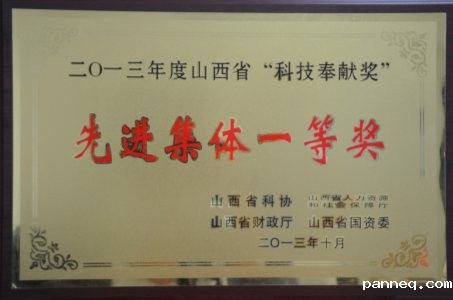 二〇一三年度山西省“科技奉献奖”
先进集体一等奖
山西省科协 山西省人力资源和社会保障厅
山西省财政厅 山西省国资委
二〇一三年十月
panneq.com